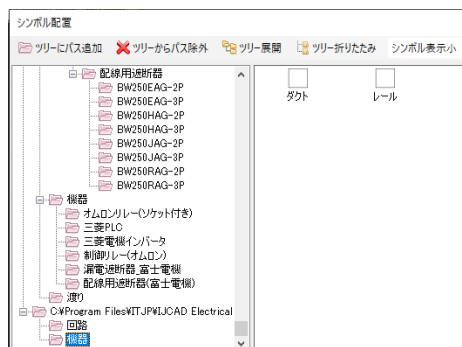 シンボル配置
ツリーにパス追加 ツリーからパス除外 ツリー展開 ツリー折りたたみ シンボル表示小
配線用遮断器
BW250EAG-2P
BW250EAG-3P
BW250HAG-2P
BW250HAG-3P
BW250JAG-2P
BW250JAG-3P
BW250RAG-2P
BW250RAG-3P
機器
オムロンリレー(ソケット付き)
三菱PLC
三菱電機インバータ
制御リレー(オムロン)
漏電遮断器_富士電機
配線用遮断器(富士電機)
渡り
C:¥Program Files¥ITJP¥IJCAD Electrical
回路
機器
ダクト レール